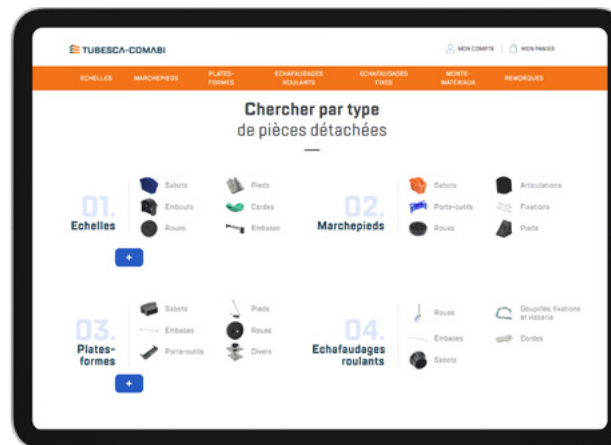 TUBESCA-COMABI
MON COMPTE
MON PANIER
ECHELLES
MARCHEPIEDS
PLATES-
FORMES
ECHAFAUDAGES
ROULANTS
ECHAFAUDAGES
FIXES
MONTE-
MATÉRIAUX
REMORQUES
Chercher par type
de pièces détachées
01.
Echelles
Sabots
Pieds
Embouts
Cordes
Roues
Embases
+
02.
Marchepieds
Sabots
Articulations
Porte-outils
Fixations
Roues
Pieds
03.
Plates-
formes
Sabots
Pieds
Embases
Roues
Porte-outils
Divers
+
04.
Echafaudages
roulants
Roues
Goupilles, fixations
et visserie
Embases
Cordes
Sabots